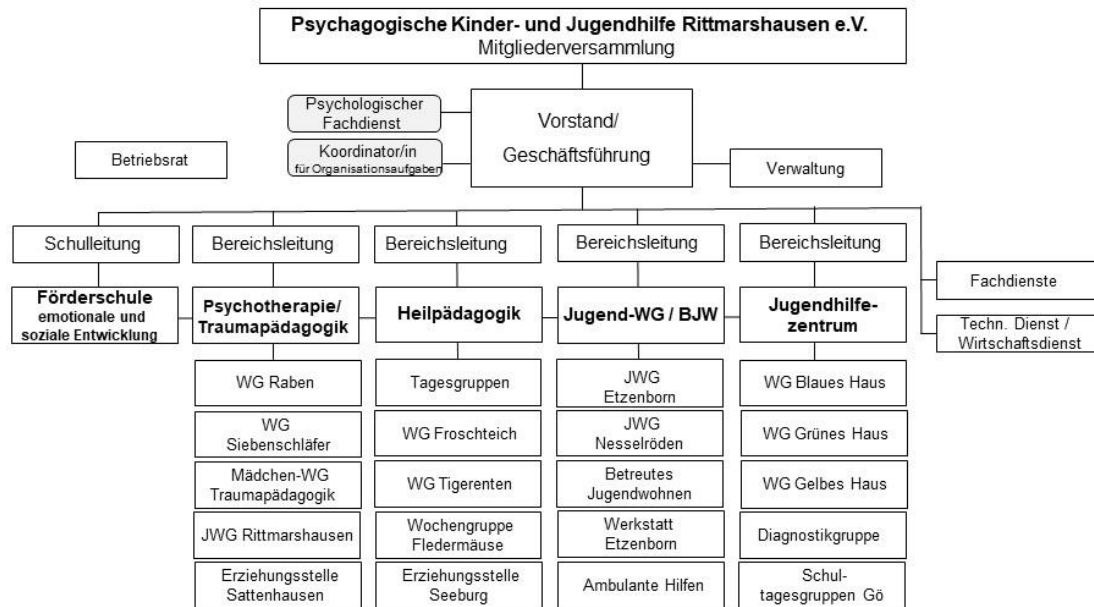 Psychagogische Kinder- und Jugendhilfe Rittmarshausen e.V.
Mitgliederversammlung
Psychologischer
Fachdienst
Vorstand/
Geschäftsführung
Koordinator/in
für Organisationsaufgaben
Betriebsrat
Verwaltung
Schulleitung
Bereichsleitung
Bereichsleitung
Bereichsleitung
Bereichsleitung
Fachdienste
Techn. Dienst /
Wirtschaftsdienst
Förderschule
emotionale und
soziale Entwicklung
Psychotherapie/
Traumapädagogik
Heilpädagogik
Jugend-WG / BJW
Jugendhilfe-
zentrum
WG Raben
WG
Siebenschläfer
Mädchen-WG
Traumapädagogik
JWG Rittmarshausen
Erziehungsstelle
Sattenhausen
Tagesgruppen
WG Froschteich
WG Tigerenten
Wochengruppe
Fledermäuse
Erziehungsstelle
Seeburg
JWG
Etzenborn
JWG
Nesselröden
Betreutes
Jugendwohnen
Werkstatt
Etzenborn
Ambulante Hilfen
WG Blaues Haus
WG Grünes Haus
WG Gelbes Haus
Diagnostikgruppe
Schul-
tagesgruppen Gö